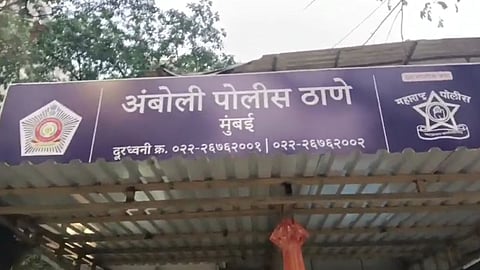 अंबोली पोलीस ठाणे
मुंबई
दूरध्वनी क्र. ०२२-२६७६२००१ | ०२२-२६७६२००२
महाराष्ट्र पोलीस